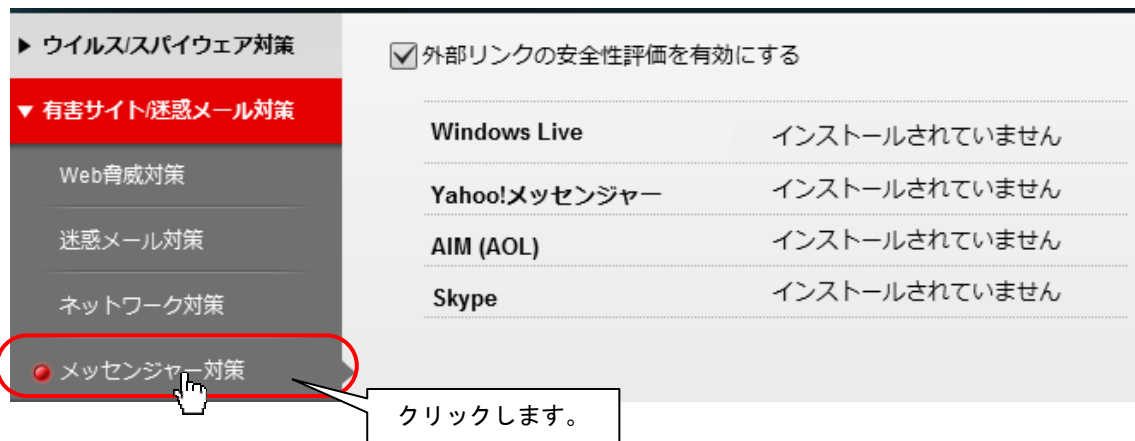 ウイルス/スパイウェア対策
有害サイト/迷惑メール対策
Web脅威対策
迷惑メール対策
ネットワーク対策
メッセンジャー対策
外部リンクの安全性評価を有効にする
Windows Live インストールされていません
Yahoo!メッセンジャー インストールされていません
AIM (AOL) インストールされていません
Skype インストールされていません
クリックします。